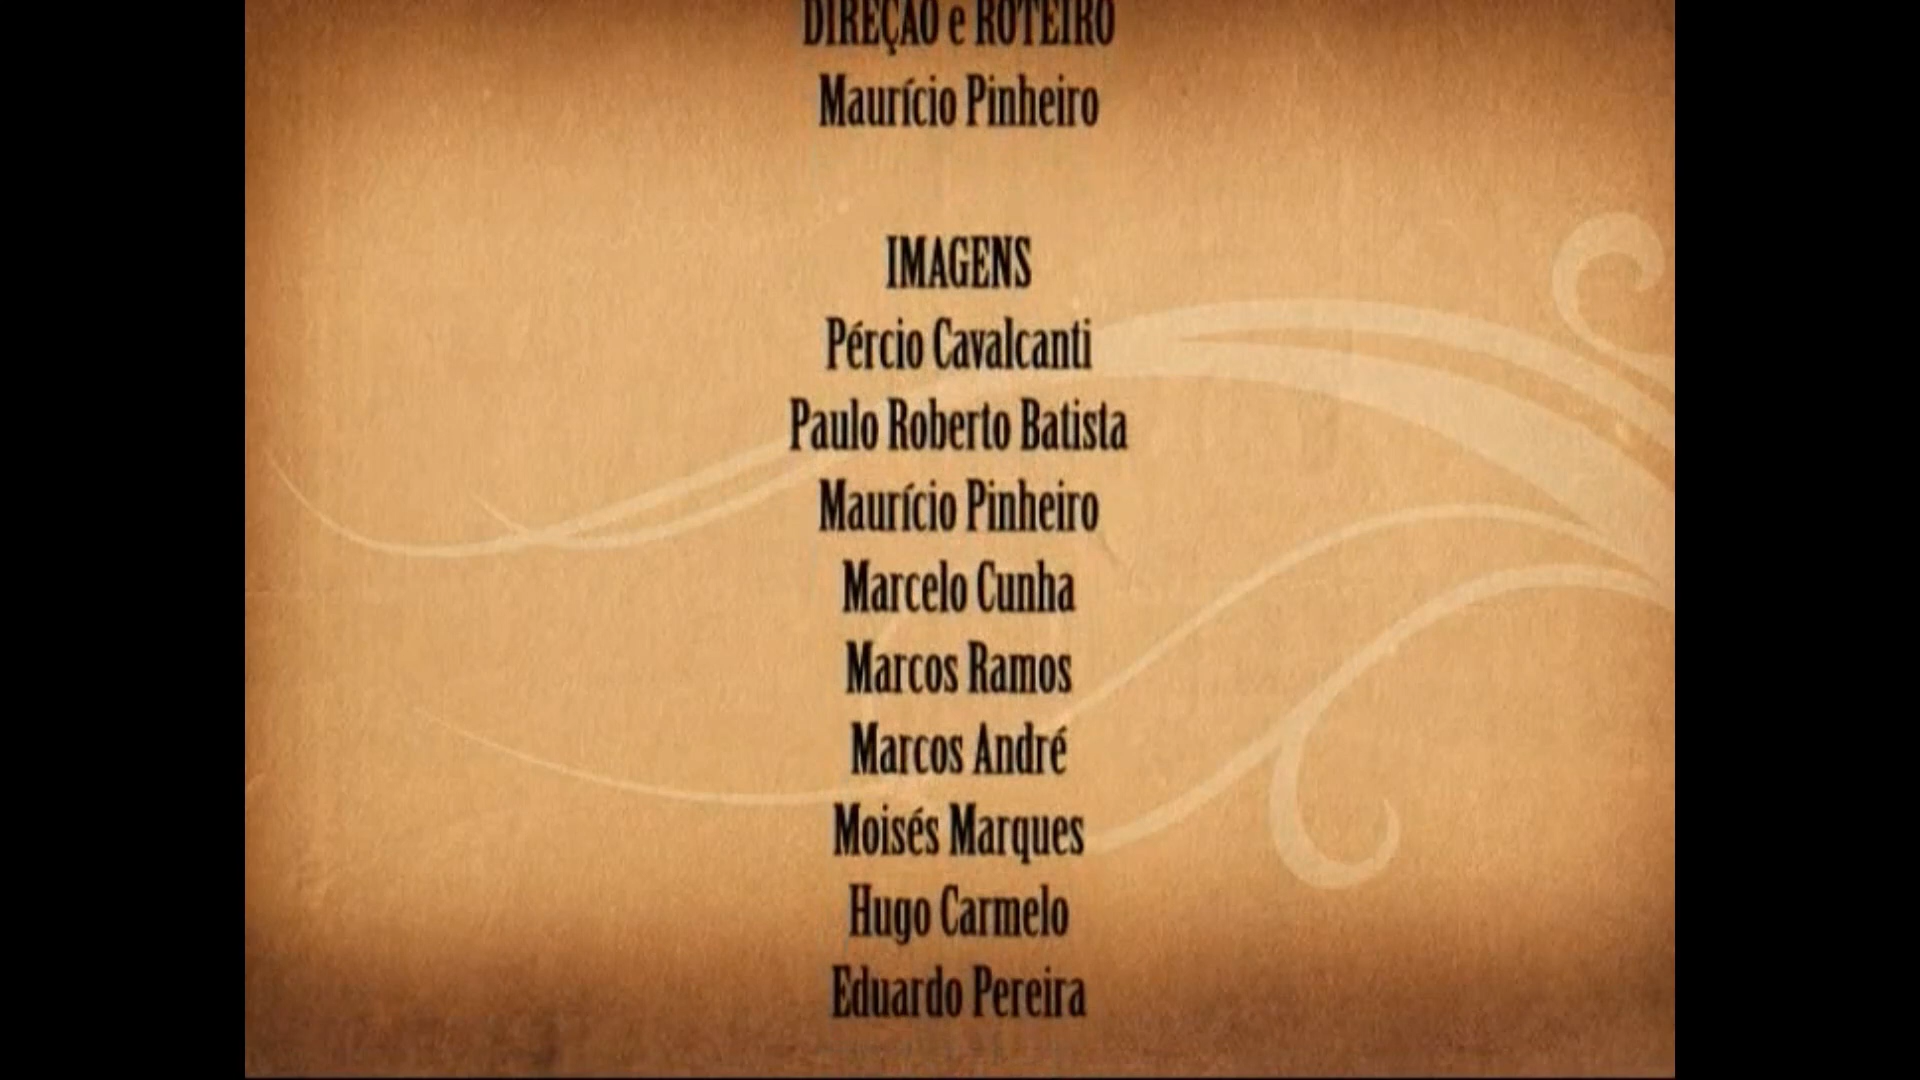 DIREÇÃO e ROTEIRO
Maurício Pinheiro
IMAGENS
Pércio Cavalcanti
Paulo Roberto Batista
Maurício Pinheiro
Marcelo Cunha
Marcos Ramos
Marcos André
Moisés Marques
Hugo Carmelo
Eduardo Pereira